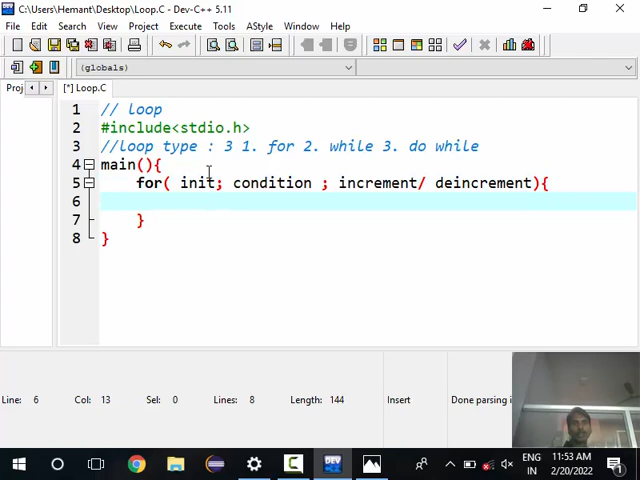 C:\Users\Hemant\Desktop\Loop.C - Dev-C++ 5.11
File Edit Search View Project Execute Tools AStyle Window Help
(globals)
Proj
[*] Loop.C
1 // loop
2 #include<stdio.h>
3 //loop type : 3 1. for 2. while 3. do while
4 main(){
5 for( init; condition ; increment/ deincrement){
6
7 }
8 }
Line: 6 Col: 13 Sel: 0 Lines: 8 Length: 144 Insert Done parsing i
DEV
ENG 11:53 AM
IN 2/20/2022
1